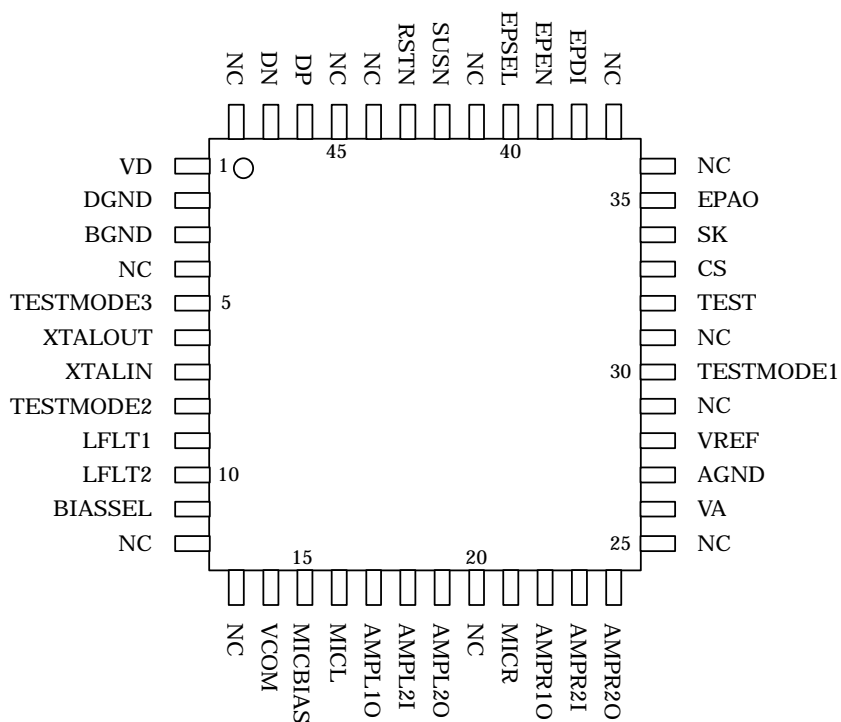 NC
DN
DP
NC
NC
RSTN
SUSN
NC
EPSEL
EPEN
EPDI
NC
45
40
VD
1
NC
DGND
35
EPAO
BGND
SK
NC
CS
TESTMODE3
5
TEST
XTALOUT
NC
XTALIN
30
TESTMODE1
TESTMODE2
NC
LFLT1
VREF
LFLT2
10
AGND
BIASSEL
VA
NC
15
20
25
NC
NC
VCOM
MICBIAS
MICL
AMPL1O
AMPL2I
AMPL2O
NC
MICR
AMPR1O
AMPR2I
AMPR2O